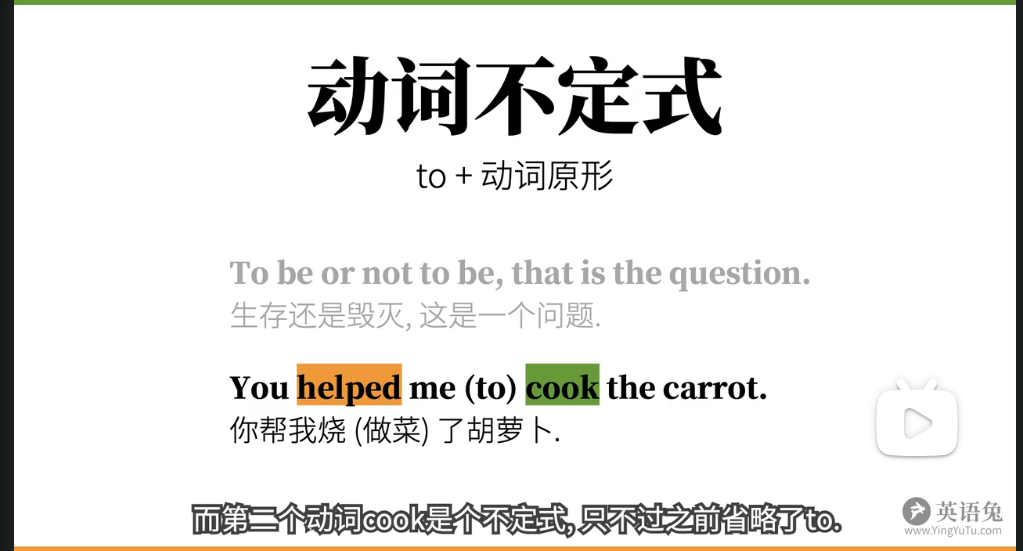 动词不定式
to + 动词原形
To be or not to be, that is the question.
生存还是毁灭, 这是一个问题.
You helped me (to) cook the carrot.
你帮我烧 (做菜) 了胡萝卜.
而第二个动词cook是个不定式, 只不过之前省略了to.
英语兔
www.YingYuTu.com